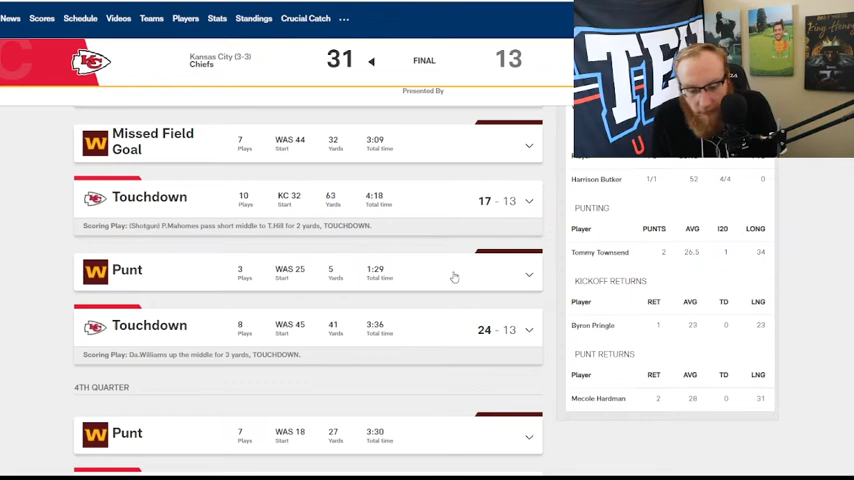 News Scores Schedule Videos Teams Players Stats Standings Crucial Catch ...
Kansas City (3-3)
Chiefs
31
FINAL
13
Presented By
Missed Field Goal
7 Plays
WAS 44 Start
32 Yards
3:09 Total time
Touchdown
10 Plays
KC 32 Start
63 Yards
4:18 Total time
17 - 13
Scoring Play: (Shotgun) P.Mahomes pass short middle to T.Hill for 2 yards, TOUCHDOWN.
Punt
3 Plays
WAS 25 Start
5 Yards
1:29 Total time
Touchdown
8 Plays
WAS 45 Start
41 Yards
3:36 Total time
24 - 13
Scoring Play: Da.Williams up the middle for 3 yards, TOUCHDOWN.
4TH QUARTER
Punt
7 Plays
WAS 18 Start
27 Yards
3:30 Total time
Harrison Butker 1/1 52 4/4 0
PUNTING
Player PUNTS AVG I20 LONG
Tommy Townsend 2 26.5 1 34
KICKOFF RETURNS
Player RET AVG TD LNG
Byron Pringle 1 23 0 23
PUNT RETURNS
Player RET AVG TD LNG
Mecole Hardman 2 28 0 31